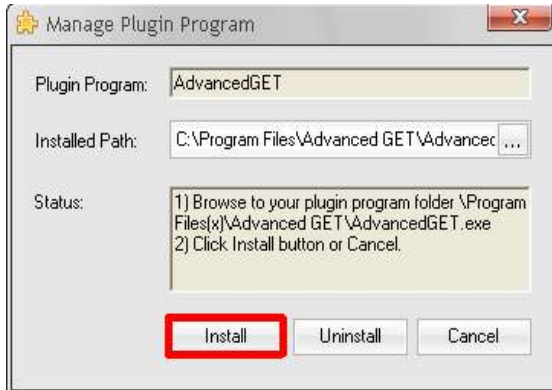 Manage Plugin Program
Plugin Program: AdvancedGET
Installed Path: C:\Program Files\Advanced GET\Advanced ...
Status: 1) Browse to your plugin program folder \Program
Files(x)\Advanced GET\AdvancedGET.exe
2) Click Install button or Cancel.
Install Uninstall Cancel